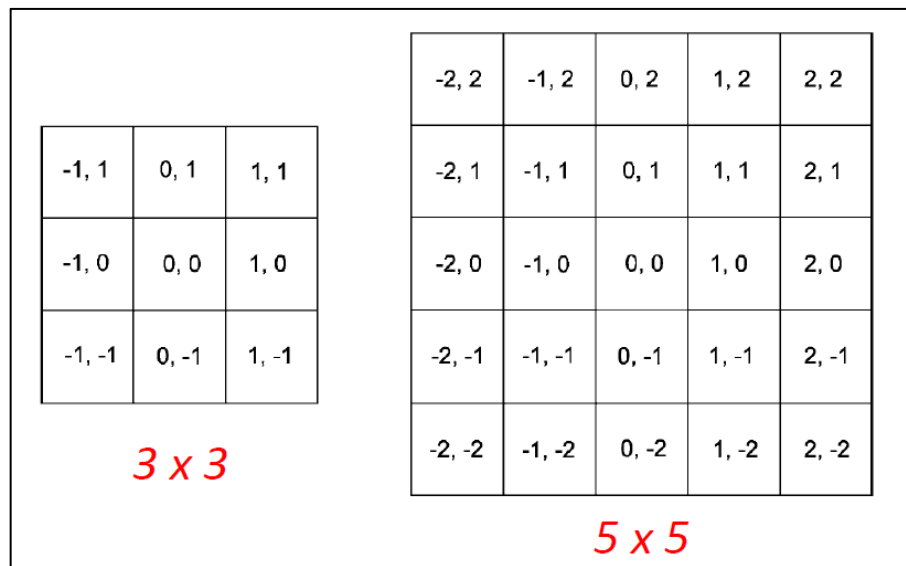 -1, 1 0, 1 1, 1
-1, 0 0, 0 1, 0
-1, -1 0, -1 1, -1
3 x 3
-2, 2 -1, 2 0, 2 1, 2 2, 2
-2, 1 -1, 1 0, 1 1, 1 2, 1
-2, 0 -1, 0 0, 0 1, 0 2, 0
-2, -1 -1, -1 0, -1 1, -1 2, -1
-2, -2 -1, -2 0, -2 1, -2 2, -2
5 x 5